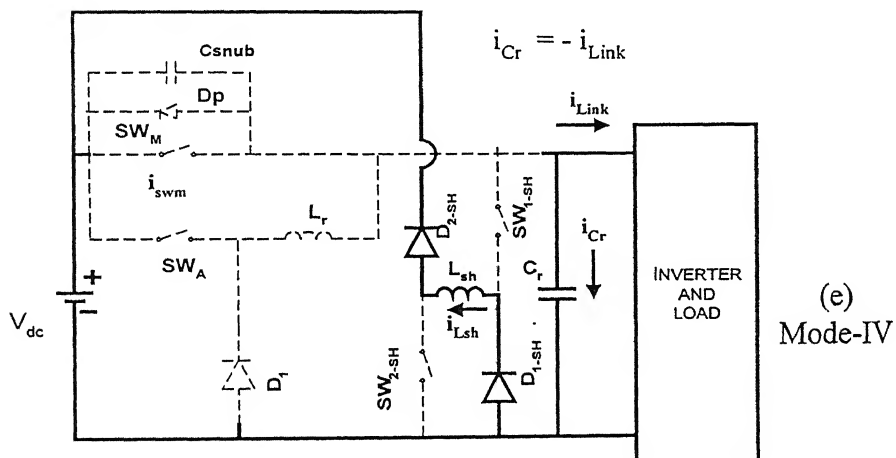 Csnub
i_Cr = - i_Link
Dp
SW_M
i_Link
i_swm
L_r
D_2-SH
SW_1-SH
i_Cr
SW_A
L_sh
C_r
INVERTER
AND
LOAD
+
-
V_dc
i_Lsh
(e)
Mode-IV
D_1
SW_2-SH
D_1-SH